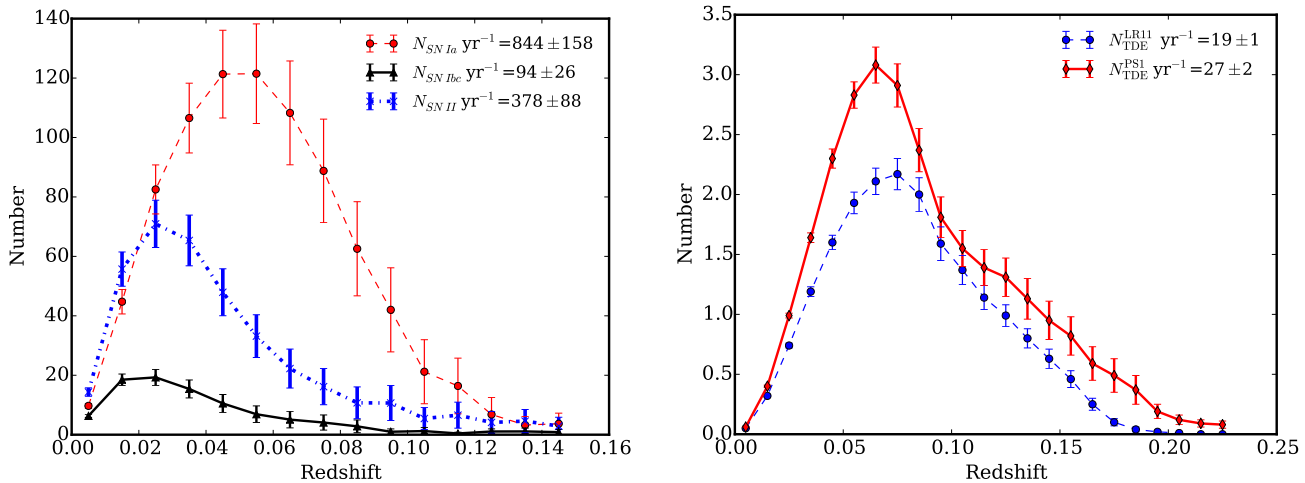 140
120
100
80
60
40
20
0
Number
0.00 0.02 0.04 0.06 0.08 0.10 0.12 0.14 0.16
Redshift
N_{SN Ia} yr^{-1} = 844 ± 158
N_{SN Ibc} yr^{-1} = 94 ± 26
N_{SN II} yr^{-1} = 378 ± 88
3.5
3.0
2.5
2.0
1.5
1.0
0.5
0.0
Number
0.00 0.05 0.10 0.15 0.20 0.25
Redshift
N_{TDE}^{LR11} yr^{-1} = 19 ± 1
N_{TDE}^{PS1} yr^{-1} = 27 ± 2